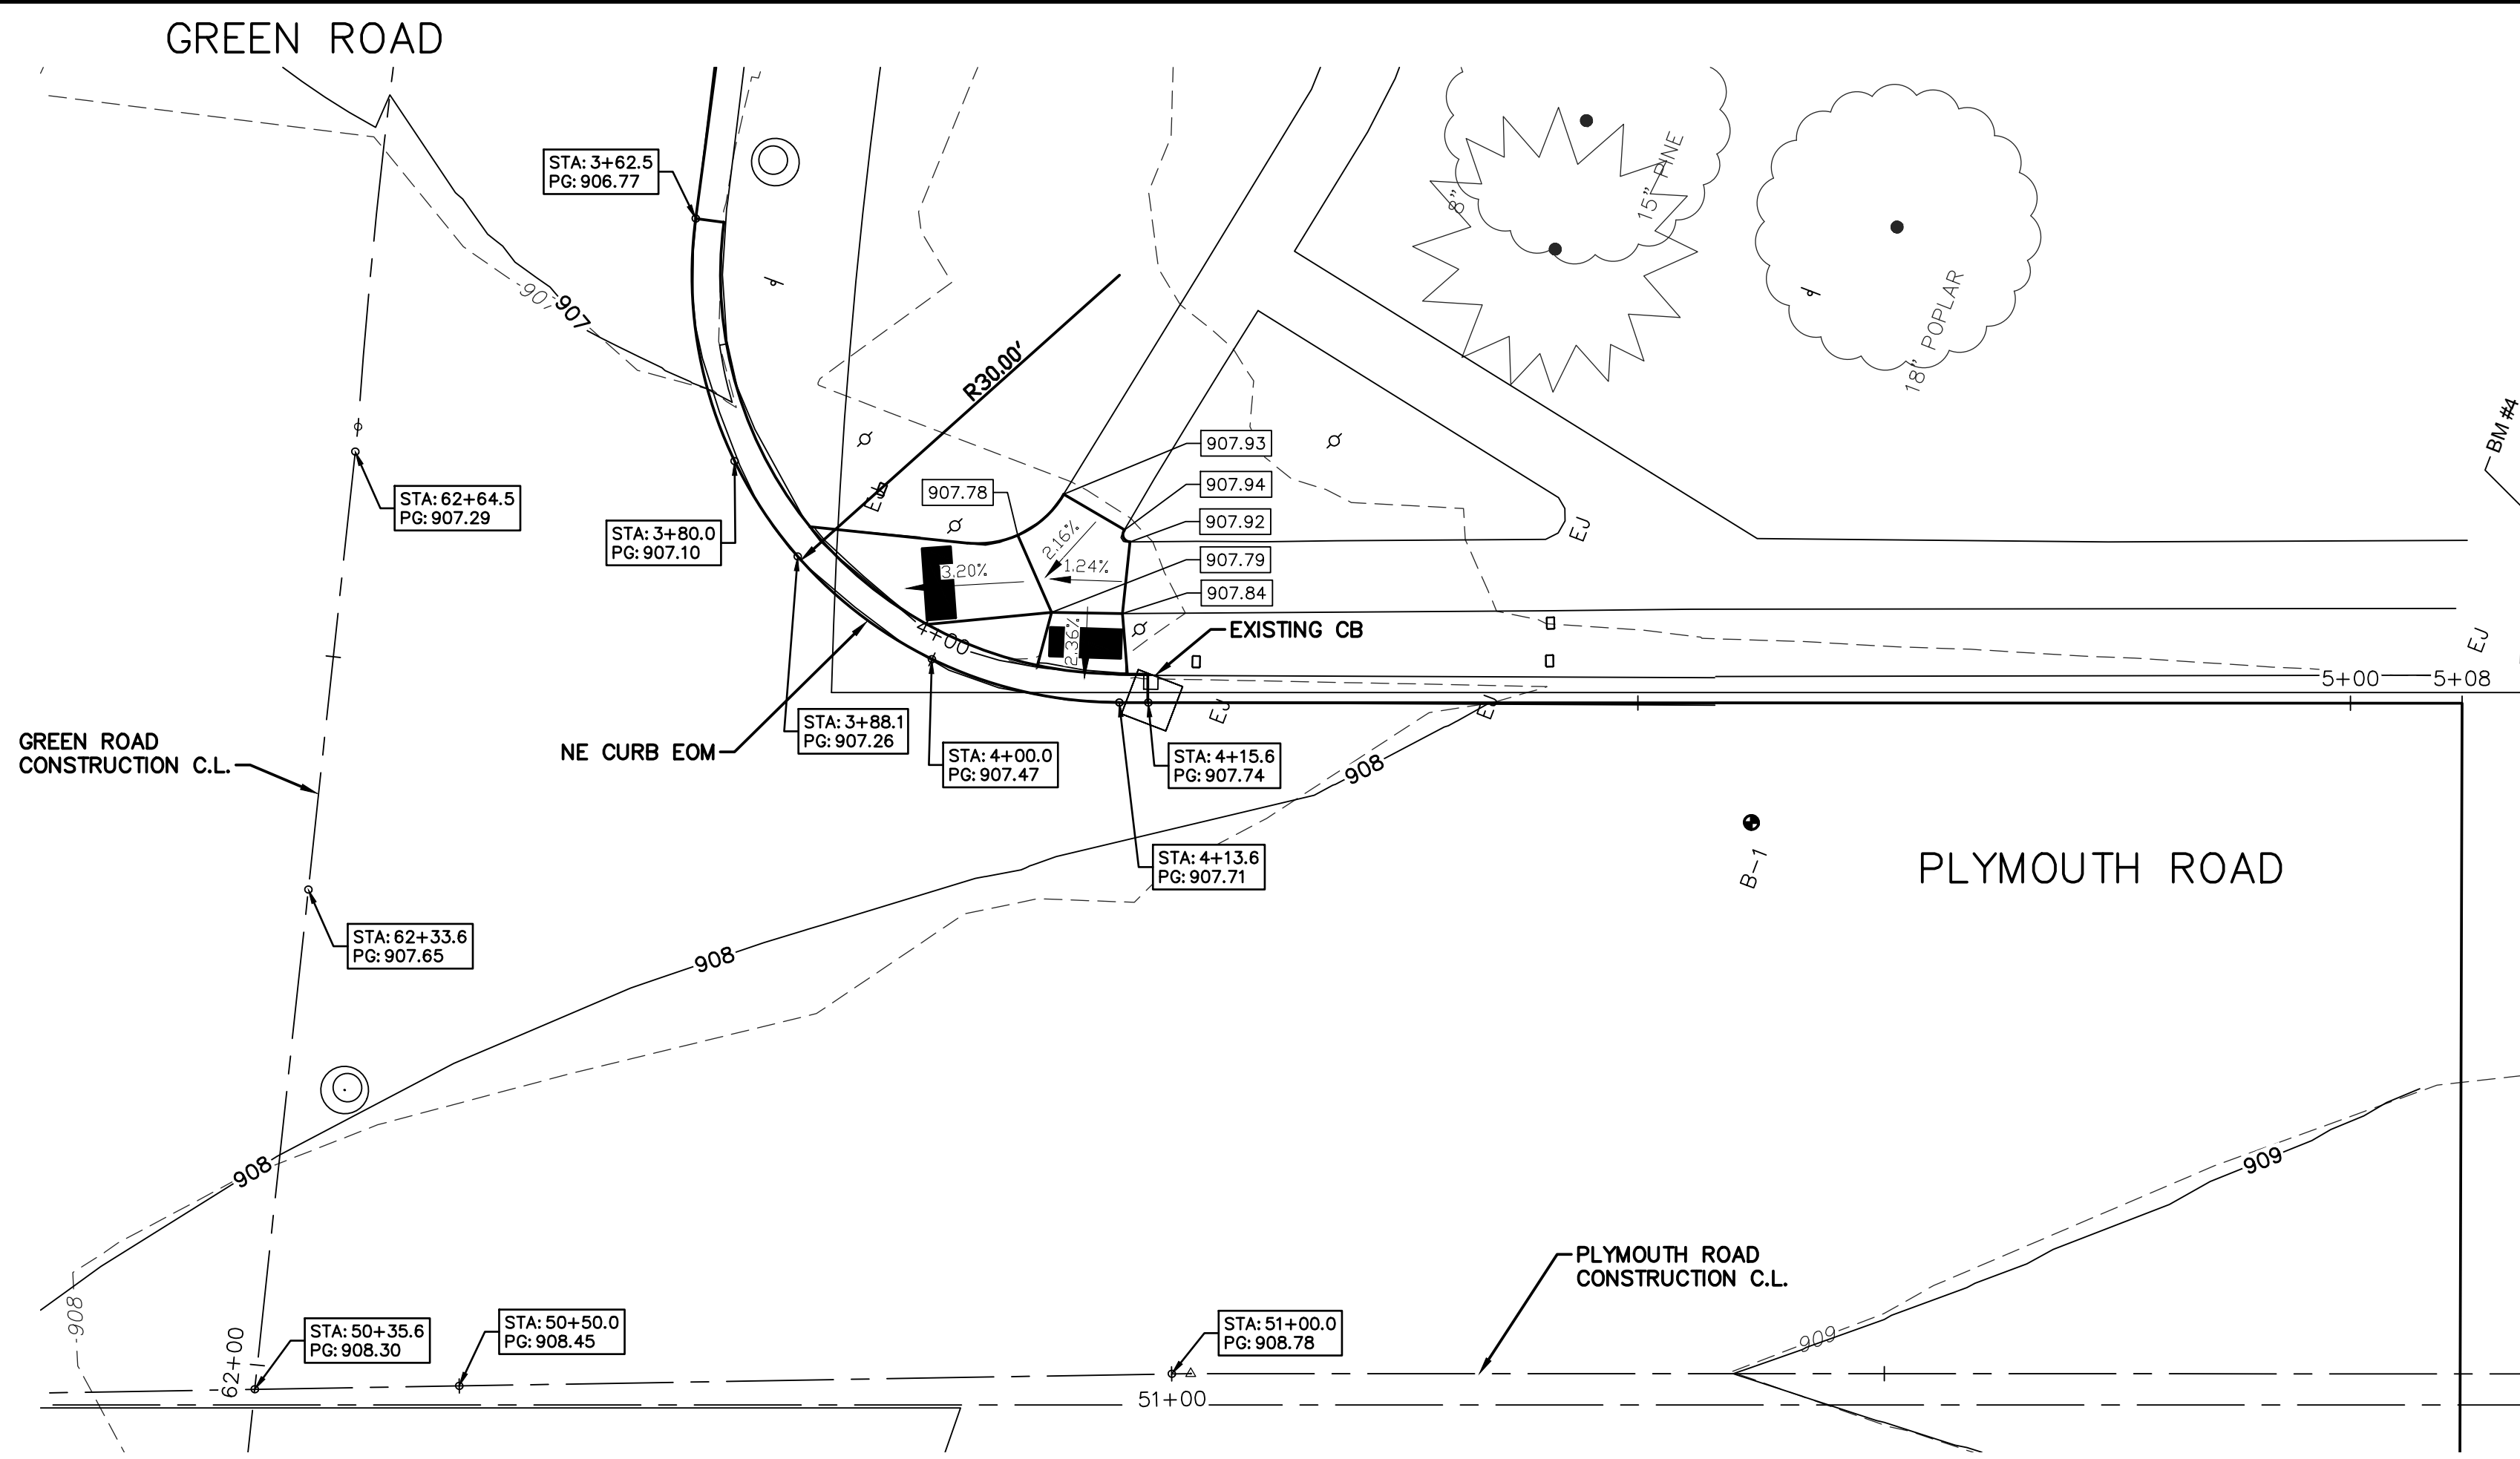 GREEN ROAD
STA: 3+62.5
PG: 906.77
8"
15" PINE
18" POPLAR
907
R30.00'
BM #4
STA: 62+64.5
PG: 907.29
STA: 3+80.0
PG: 907.10
EJ
907.78
907.93
907.94
907.92
907.79
907.84
2.16%
1.24%
3.20%
2.36%
EJ
4+00
EXISTING CB
EJ
5+00
5+08
EJ
EJ
GREEN ROAD
CONSTRUCTION C.L.
NE CURB EOM
STA: 3+88.1
PG: 907.26
STA: 4+00.0
PG: 907.47
STA: 4+15.6
PG: 907.74
908
STA: 4+13.6
PG: 907.71
B-1
PLYMOUTH ROAD
STA: 62+33.6
PG: 907.65
908
908
909
PLYMOUTH ROAD
CONSTRUCTION C.L.
908
62+00
STA: 50+35.6
PG: 908.30
STA: 50+50.0
PG: 908.45
STA: 51+00.0
PG: 908.78
909
51+00